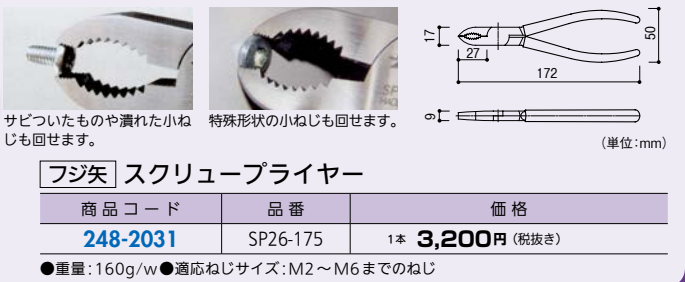 サビついたものや潰れた小ね
じも回せます。
特殊形状の小ねじも回せます。
17
27
172
50
9
(単位:mm)
フジ矢 スクリュープライヤー
商品コード 品番 価格
248-2031 SP26-175 1本 3,200円(税抜き)
●重量:160g/w●適応ねじサイズ:M2～M6までのねじ